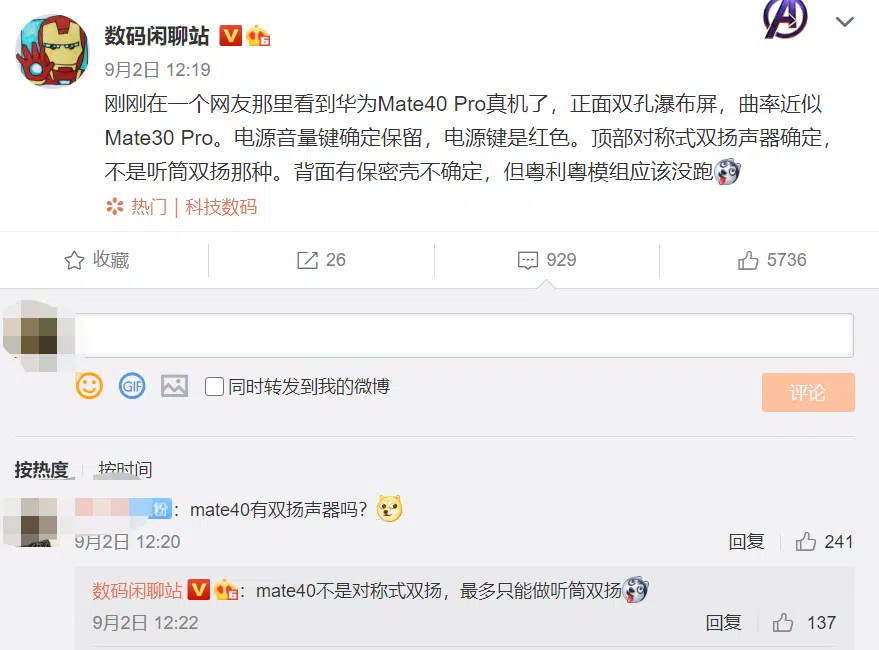 数码闲聊站
9月2日 12:19
刚刚在一个网友那里看到华为Mate40 Pro真机了，正面双孔瀑布屏，曲率近似
Mate30 Pro。电源音量键确定保留，电源键是红色。顶部对称式双扬声器确定，
不是听筒双扬那种。背面有保密壳不确定，但粤利粤模组应该没跑
热门 | 科技数码
收藏
26
929
5736
GIF
同时转发到我的微博
评论
按热度
按时间
粉：mate40有双扬声器吗？
9月2日 12:20
回复
241
数码闲聊站：mate40不是对称式双扬，最多只能做听筒双扬
9月2日 12:22
回复
137